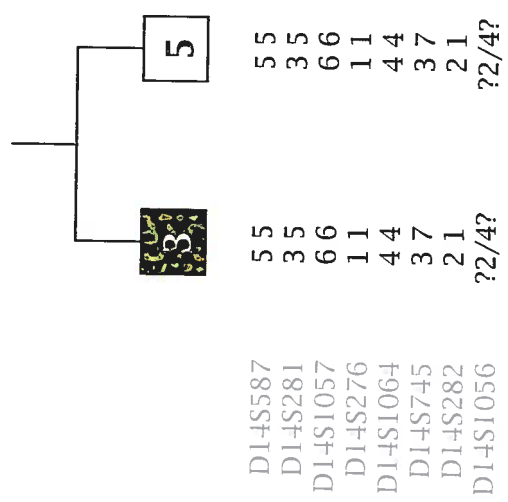 3 5
D14S587 5 5 5 5
D14S281 3 5 3 5
D14S1057 6 6 6 6
D14S276 1 1 1 1
D14S1064 4 4 4 4
D14S745 3 7 3 7
D14S282 2 1 2 1
D14S1056 ?2/4? ?2/4?